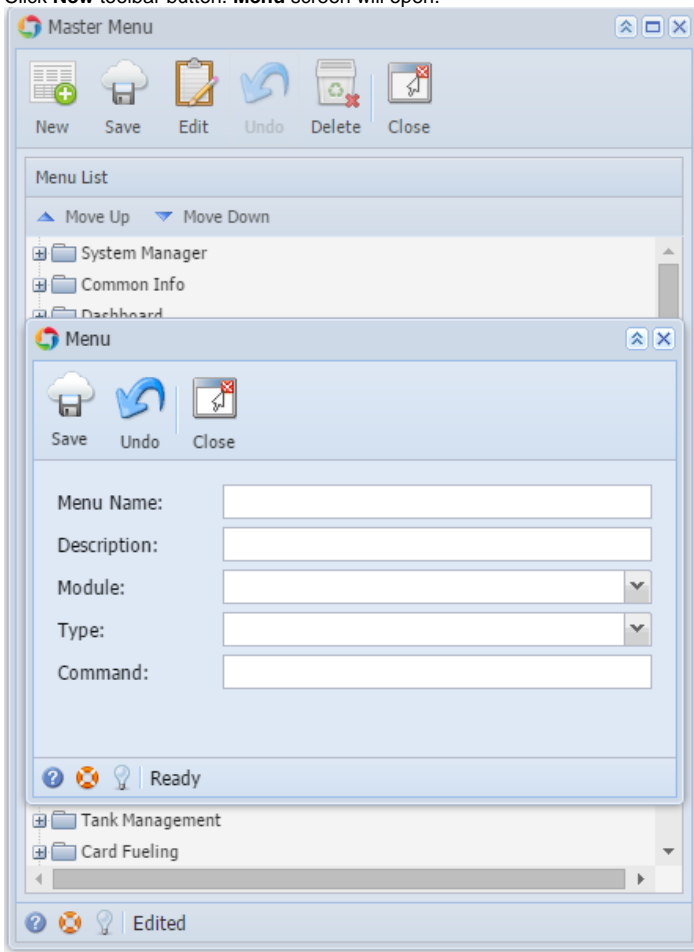 Click New toolbar button. Menu screen will open.
Master Menu
New Save Edit Undo Delete Close
Menu List
Move Up Move Down
System Manager
Common Info
Dashboard
Menu
Save Undo Close
Menu Name:
Description:
Module:
Type:
Command:
Ready
Tank Management
Card Fueling
Edited